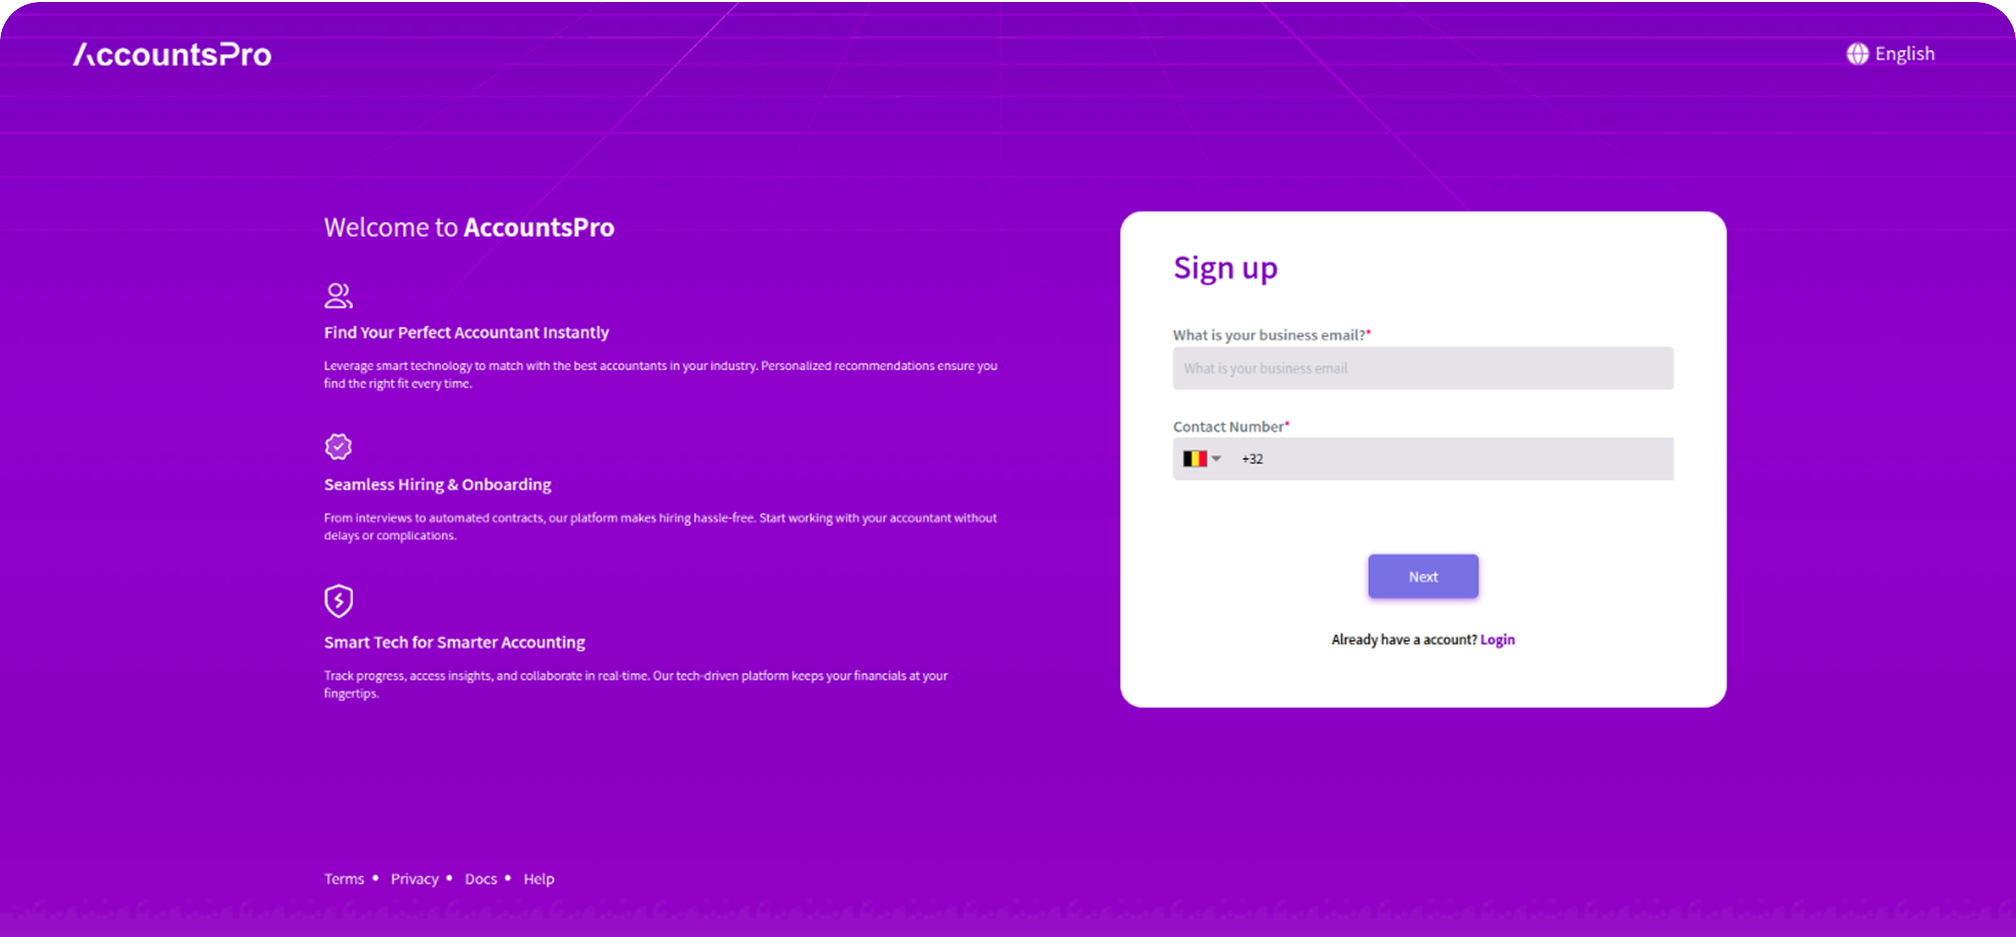 AccountsPro
English
Welcome to AccountsPro
Find Your Perfect Accountant Instantly
Leverage smart technology to match with the best accountants in your industry. Personalized recommendations ensure you
find the right fit every time.
Seamless Hiring & Onboarding
From interviews to automated contracts, our platform makes hiring hassle-free. Start working with your accountant without
delays or complications.
Smart Tech for Smarter Accounting
Track progress, access insights, and collaborate in real-time. Our tech-driven platform keeps your financials at your
fingertips.
Sign up
What is your business email?*
What is your business email
Contact Number*
+32
Next
Already have a account? Login
Terms • Privacy • Docs • Help